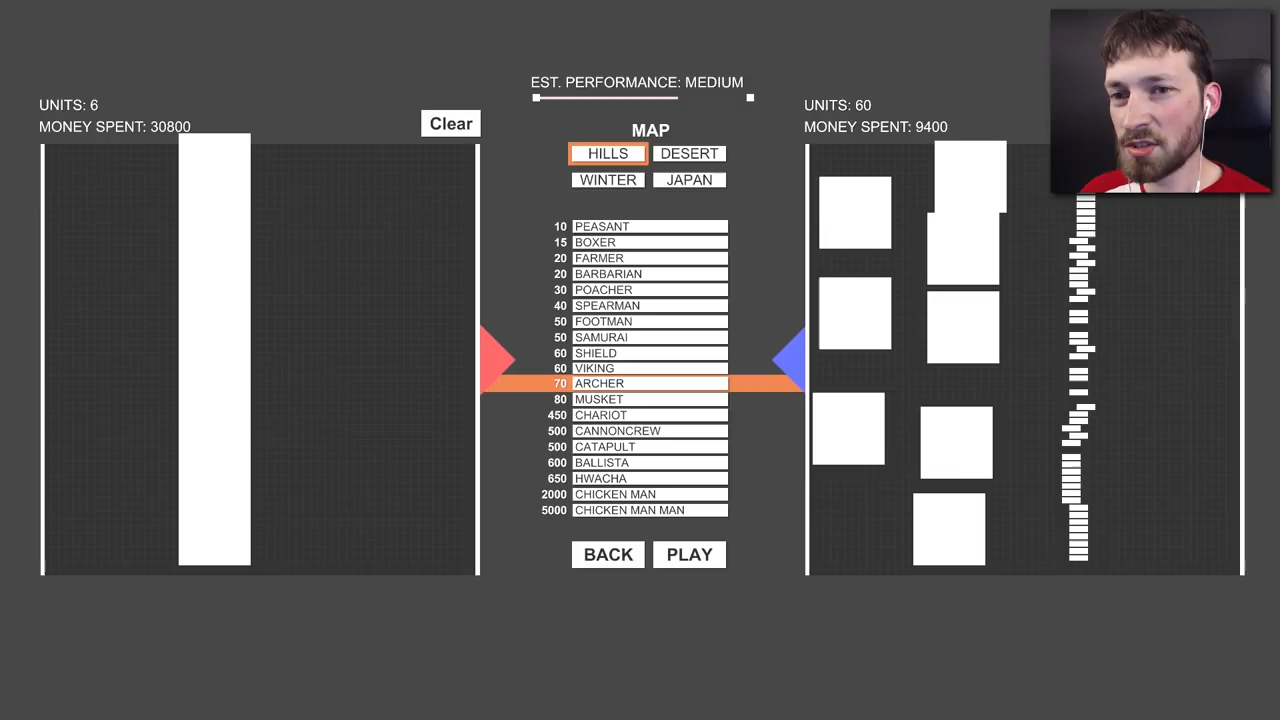 EST. PERFORMANCE: MEDIUM
UNITS: 6
MONEY SPENT: 30800
Clear
UNITS: 60
MONEY SPENT: 9400
MAP
HILLS DESERT
WINTER JAPAN
10 PEASANT
15 BOXER
20 FARMER
20 BARBARIAN
30 POACHER
40 SPEARMAN
50 FOOTMAN
50 SAMURAI
60 SHIELD
60 VIKING
70 ARCHER
80 MUSKET
450 CHARIOT
500 CANNONCREW
500 CATAPULT
600 BALLISTA
650 HWACHA
2000 CHICKEN MAN
5000 CHICKEN MAN MAN
BACK PLAY